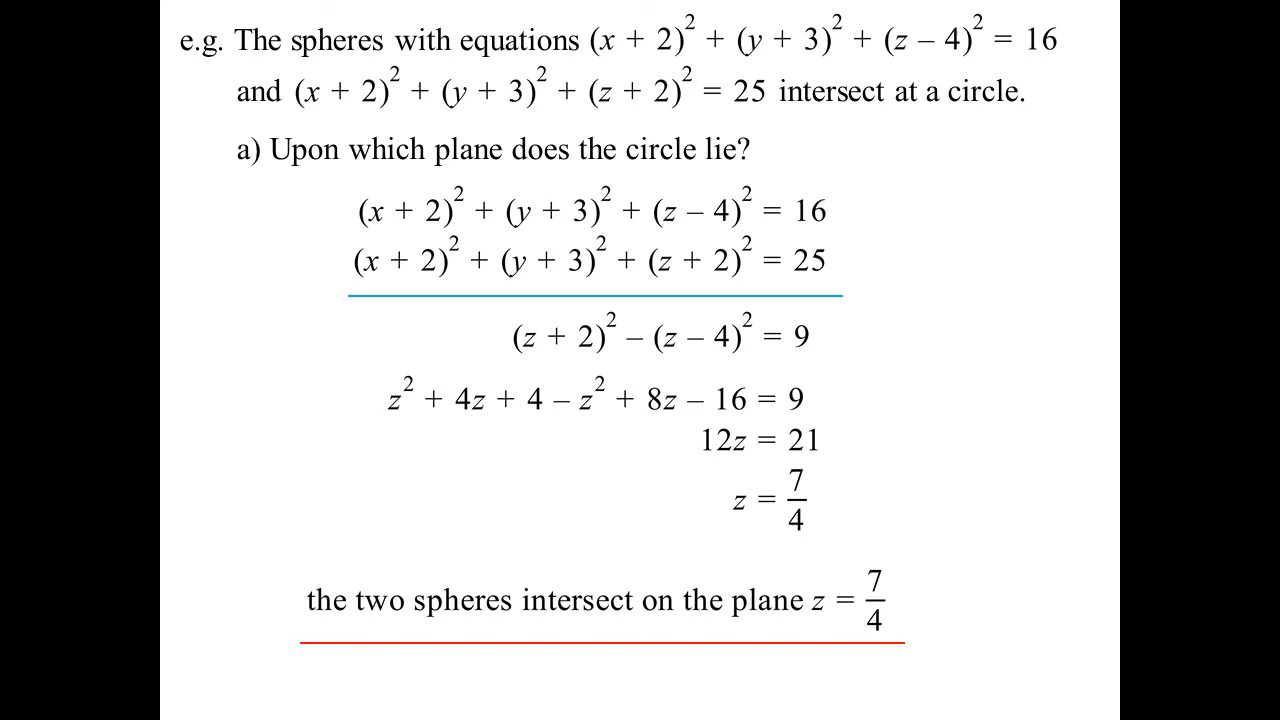 e.g. The spheres with equations (x + 2)² + (y + 3)² + (z – 4)² = 16
and (x + 2)² + (y + 3)² + (z + 2)² = 25 intersect at a circle.
a) Upon which plane does the circle lie?
(x + 2)² + (y + 3)² + (z – 4)² = 16
(x + 2)² + (y + 3)² + (z + 2)² = 25
(z + 2)² – (z – 4)² = 9
z² + 4z + 4 – z² + 8z – 16 = 9
12z = 21
z = 7/4
the two spheres intersect on the plane z = 7/4